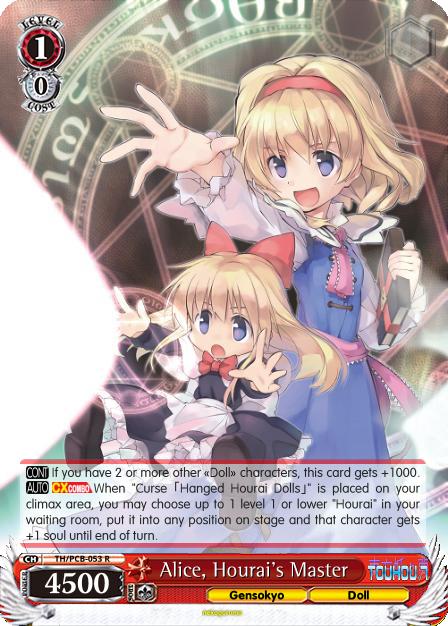 LEVEL
1
0
COST
CONT If you have 2 or more other «Doll» characters, this card gets +1000.
AUTO CXCOMBO When "Curse「Hanged Hourai Dolls」" is placed on your
climax area, you may choose up to 1 level 1 or lower "Hourai" in your
waiting room, put it into any position on stage and that character gets
+1 soul until end of turn.
CH TH/PCB-053 R
POWER 4500 SOUL
Alice, Hourai's Master
TOUHOU
Gensokyo Doll
nekoguruma